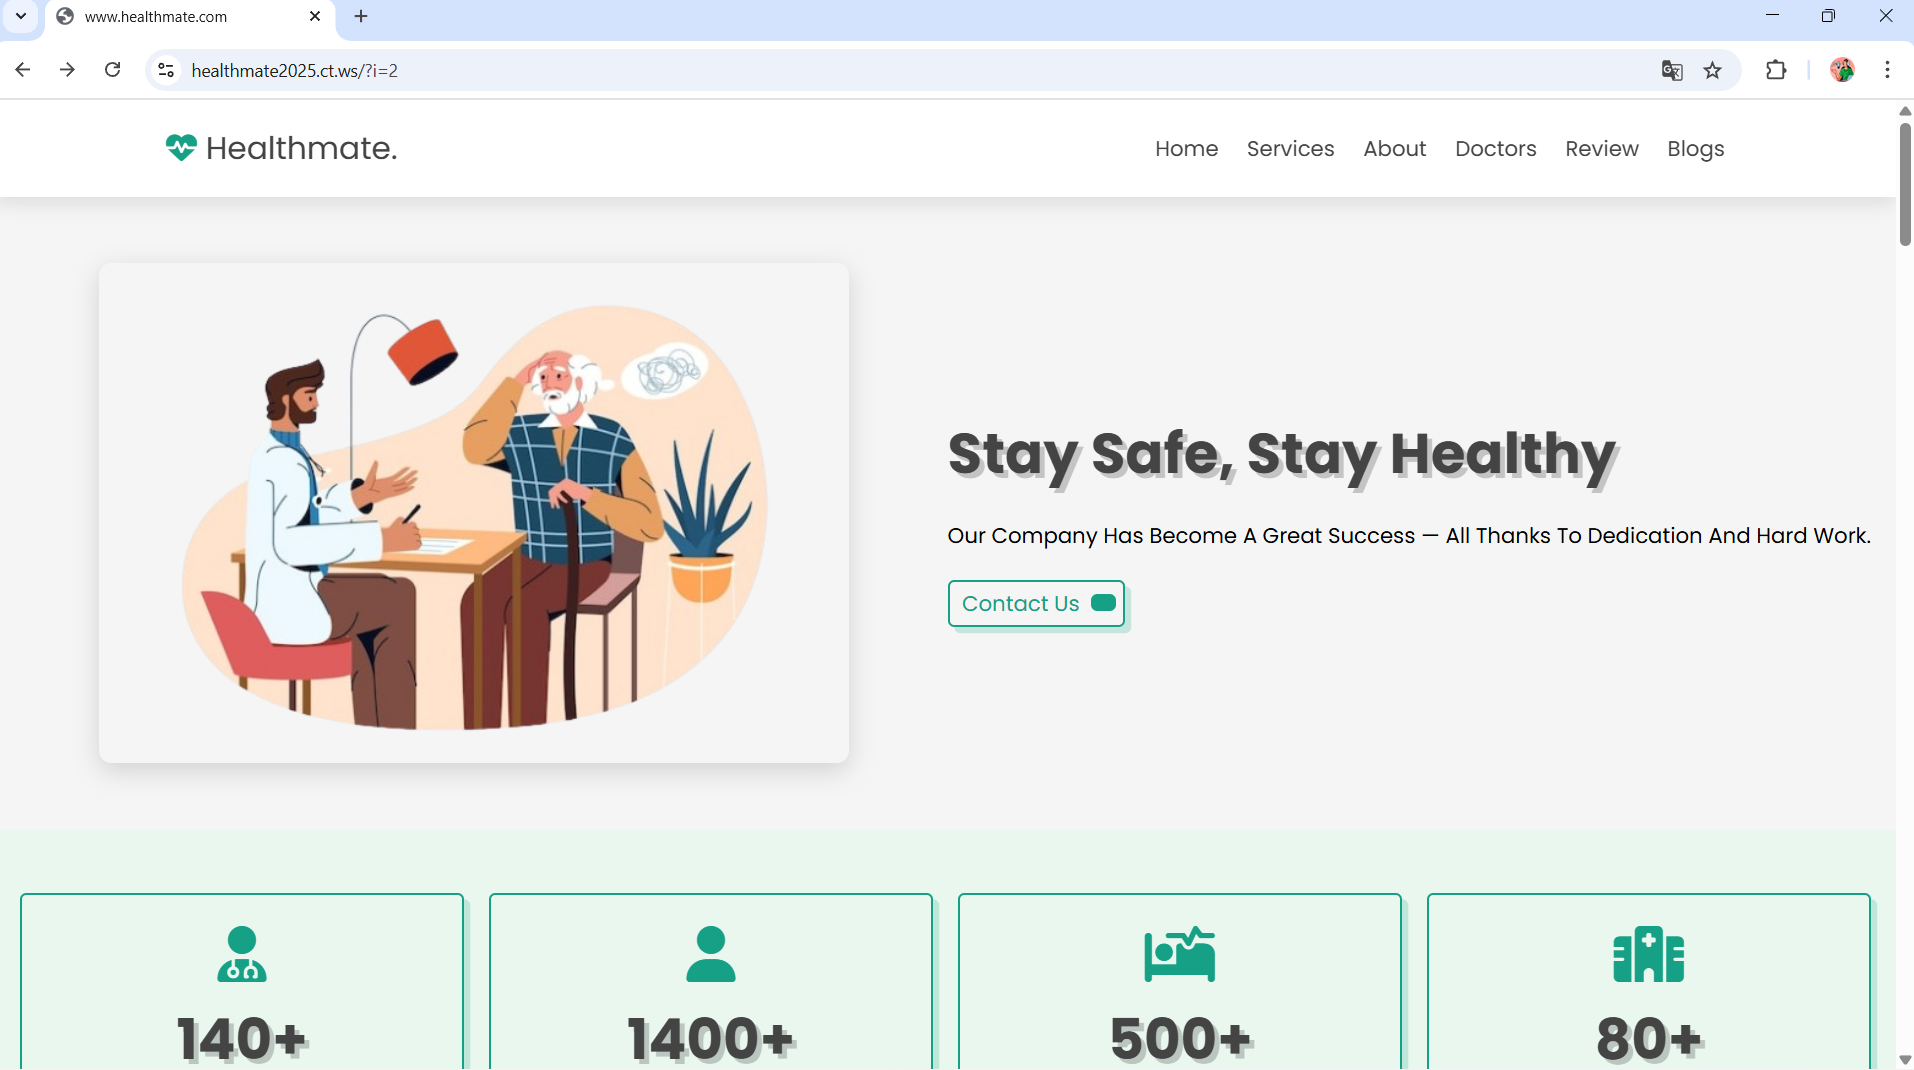 www.healthmate.com
healthmate2025.ct.ws/?i=2
Healthmate.
Home Services About Doctors Review Blogs
Stay Safe, Stay Healthy
Our Company Has Become A Great Success — All Thanks To Dedication And Hard Work.
Contact Us
140+ 1400+ 500+ 80+